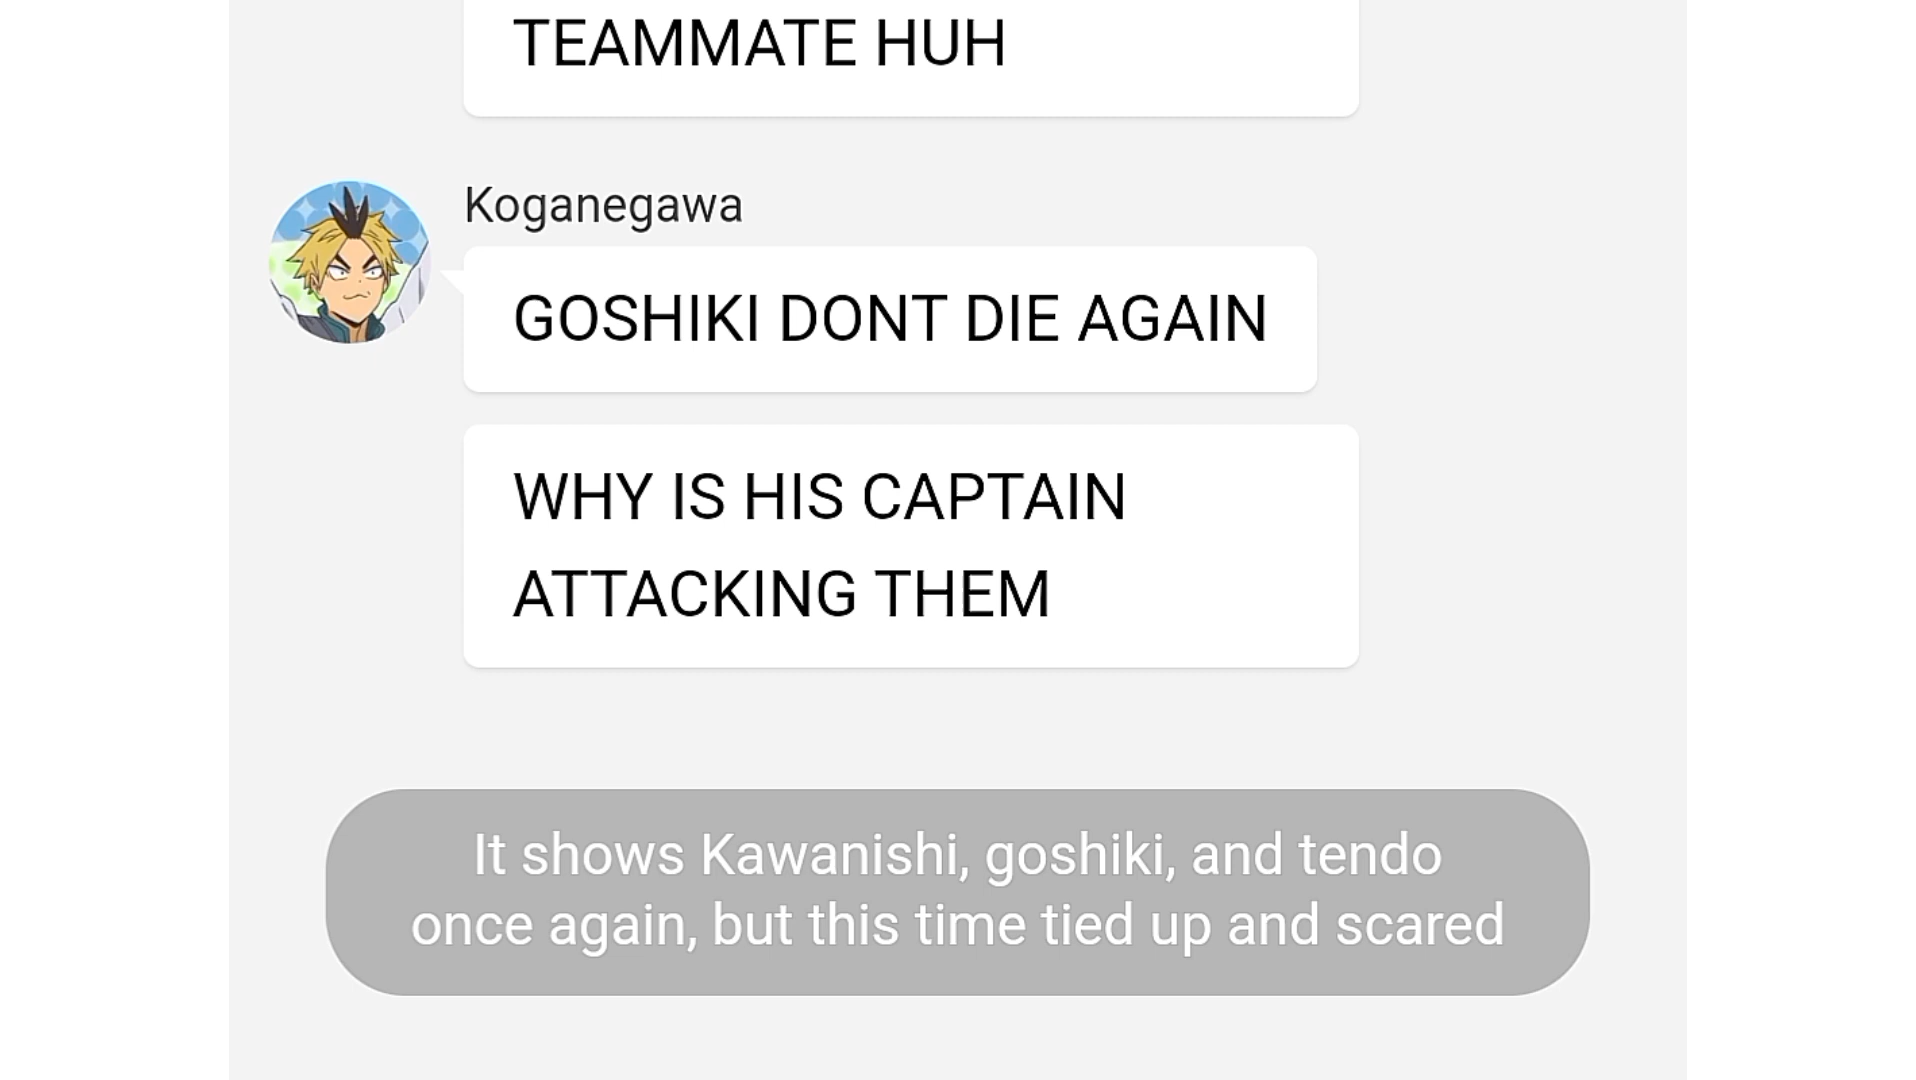 TEAMMATE HUH
Koganegawa
GOSHIKI DONT DIE AGAIN
WHY IS HIS CAPTAIN
ATTACKING THEM
It shows Kawanishi, goshiki, and tendo
once again, but this time tied up and scared